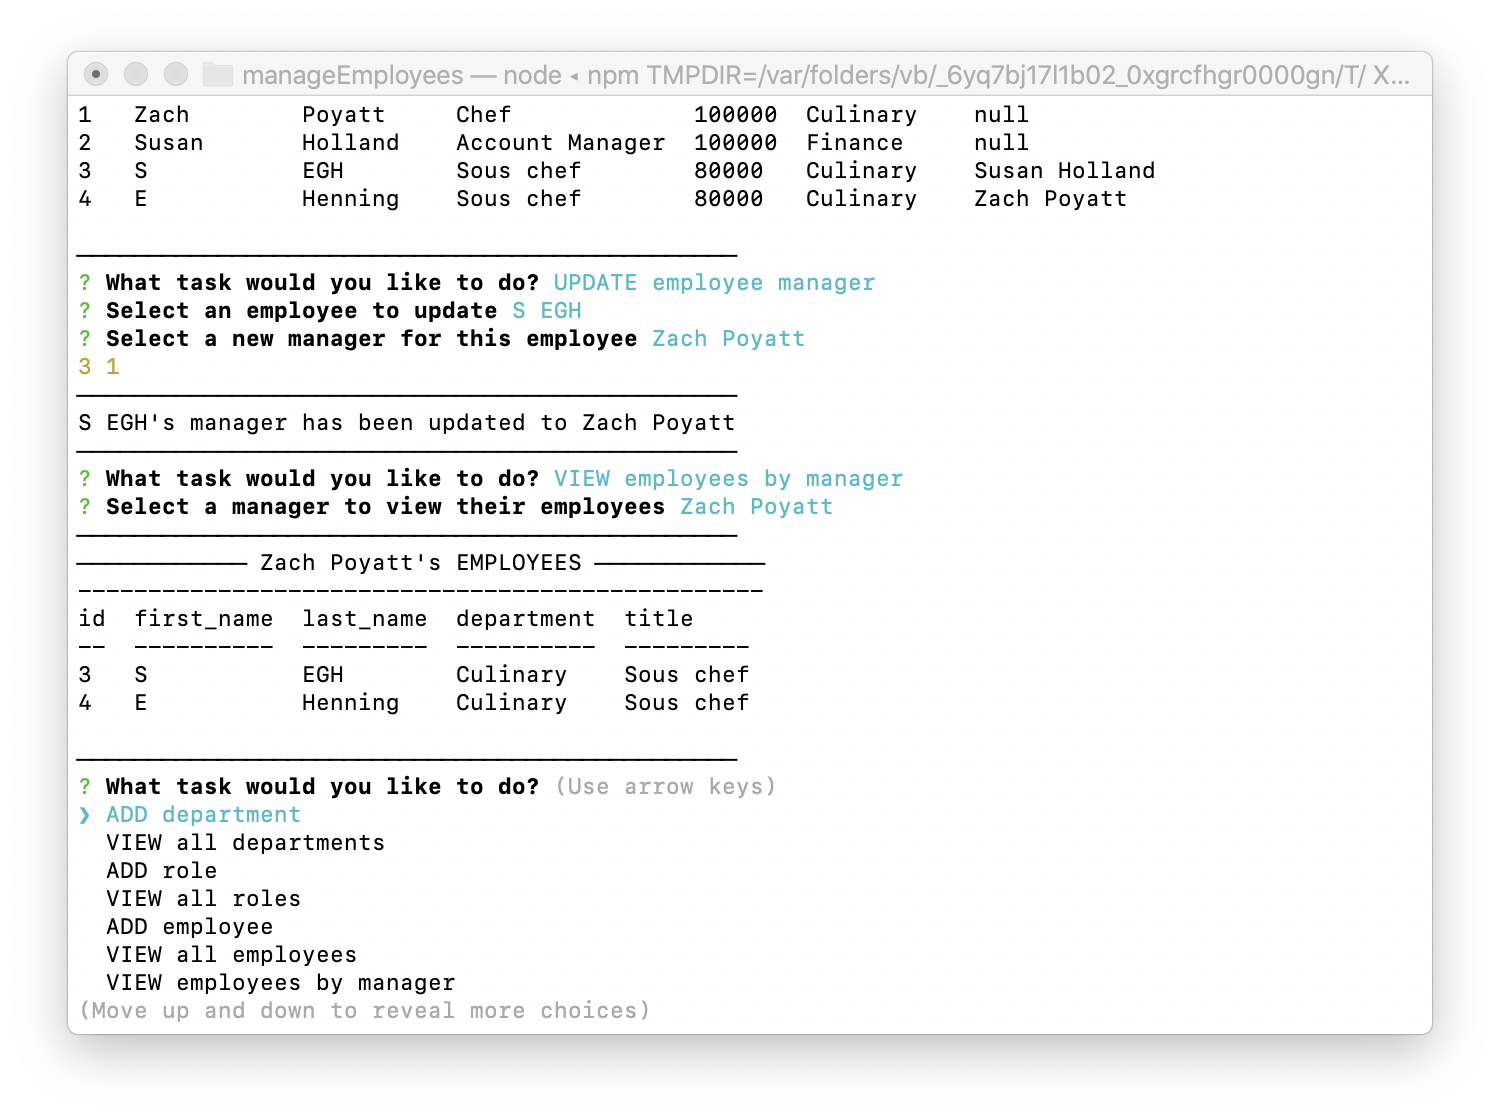 manageEmployees — node ◂ npm TMPDIR=/var/folders/vb/_6yq7bj17l1b02_0xgrcfhgr0000gn/T/ X...
1   Zach        Poyatt     Chef             100000  Culinary    null
2   Susan       Holland    Account Manager  100000  Finance     null
3   S           EGH        Sous chef        80000   Culinary    Susan Holland
4   E           Henning    Sous chef        80000   Culinary    Zach Poyatt
? What task would you like to do? UPDATE employee manager
? Select an employee to update S EGH
? Select a new manager for this employee Zach Poyatt
3 1
S EGH's manager has been updated to Zach Poyatt
? What task would you like to do? VIEW employees by manager
? Select a manager to view their employees Zach Poyatt
———————————— Zach Poyatt's EMPLOYEES ————————————
-------------------------------------------------
id  first_name  last_name  department  title
--  ----------  ---------  ----------  ---------
3   S           EGH        Culinary    Sous chef
4   E           Henning    Culinary    Sous chef
? What task would you like to do? (Use arrow keys)
❯ ADD department
  VIEW all departments
  ADD role
  VIEW all roles
  ADD employee
  VIEW all employees
  VIEW employees by manager
(Move up and down to reveal more choices)